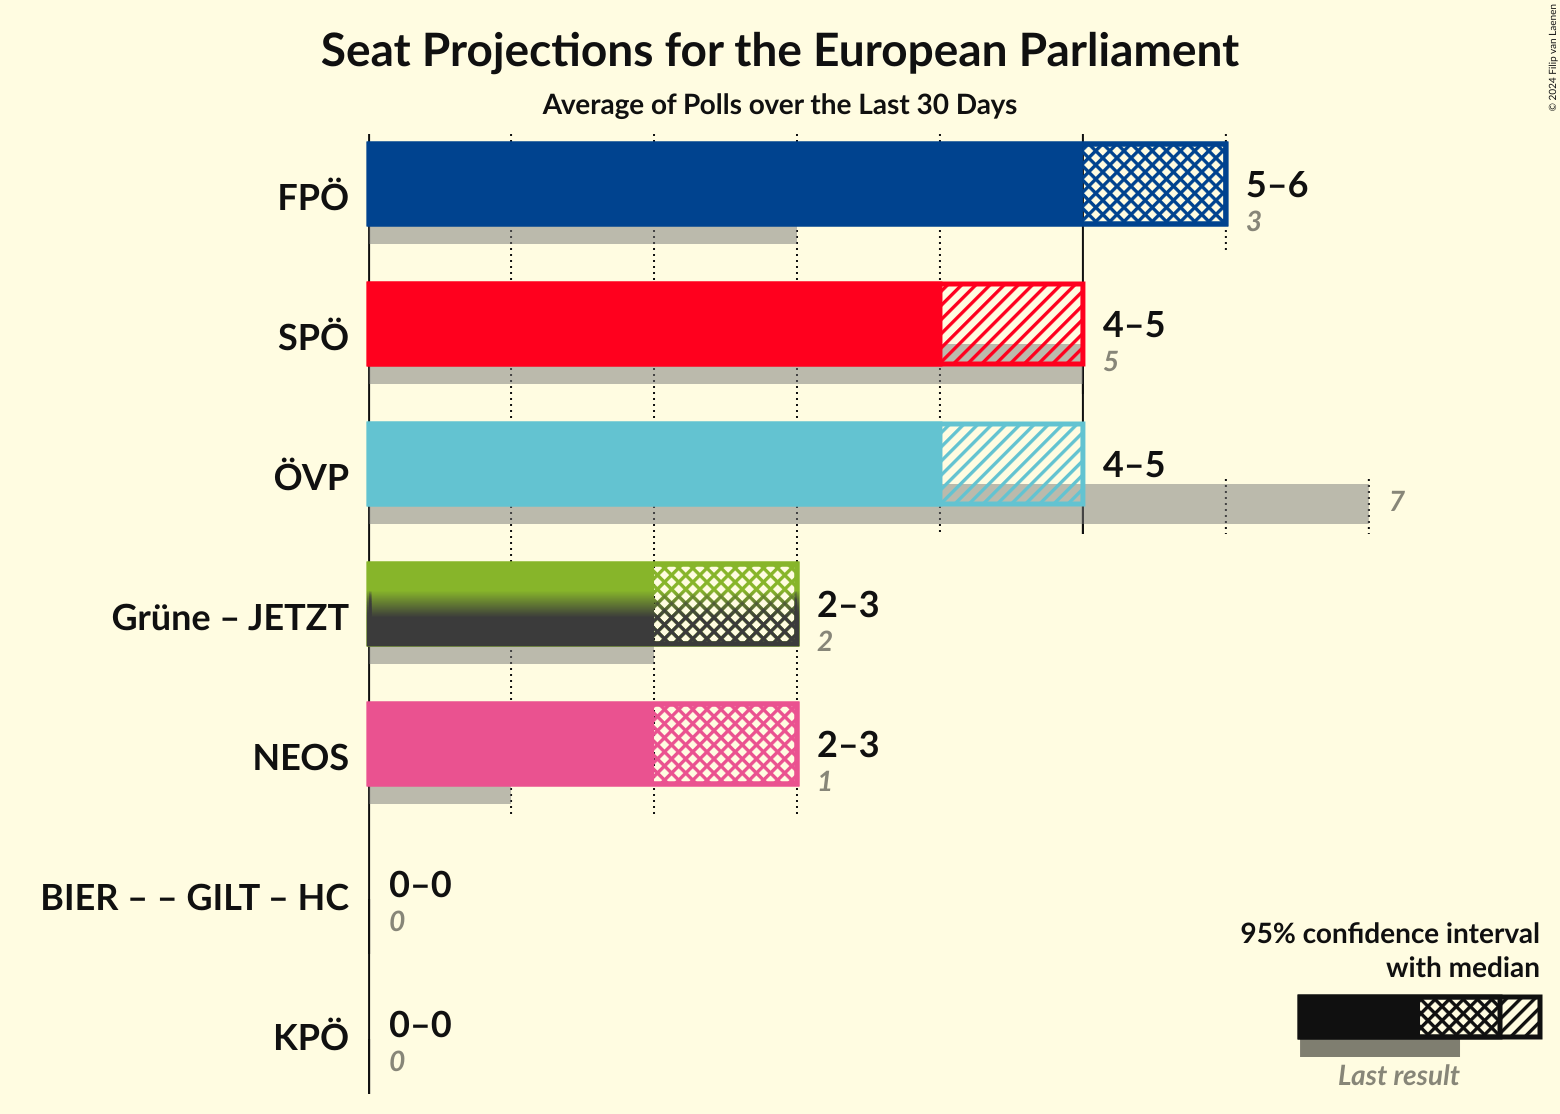 Seat Projections for the European Parliament
Average of Polls over the Last 30 Days
© 2024 Filip van Laenen
FPÖ
5–6
3
SPÖ
4–5
5
ÖVP
4–5
7
Grüne – JETZT
2–3
2
NEOS
2–3
1
BIER – – GILT – HC
0–0
0
KPÖ
0–0
0
95% confidence interval
with median
Last result